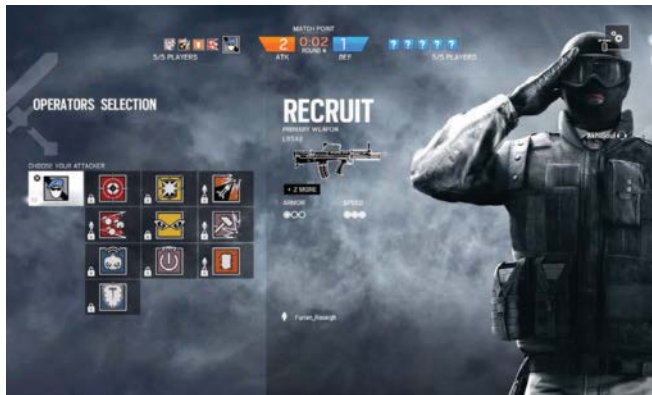 MATCH POINT
2 0:02 1
ATK ROUND 4 DEF
? ? ? ? ?
5/5 PLAYERS
5/5 PLAYERS
OPERATORS SELECTION
CHOOSE YOUR ATTACKER
RECRUIT
PRIMARY WEAPON
L85A2
+ 2 MORE
ARMOR SPEED